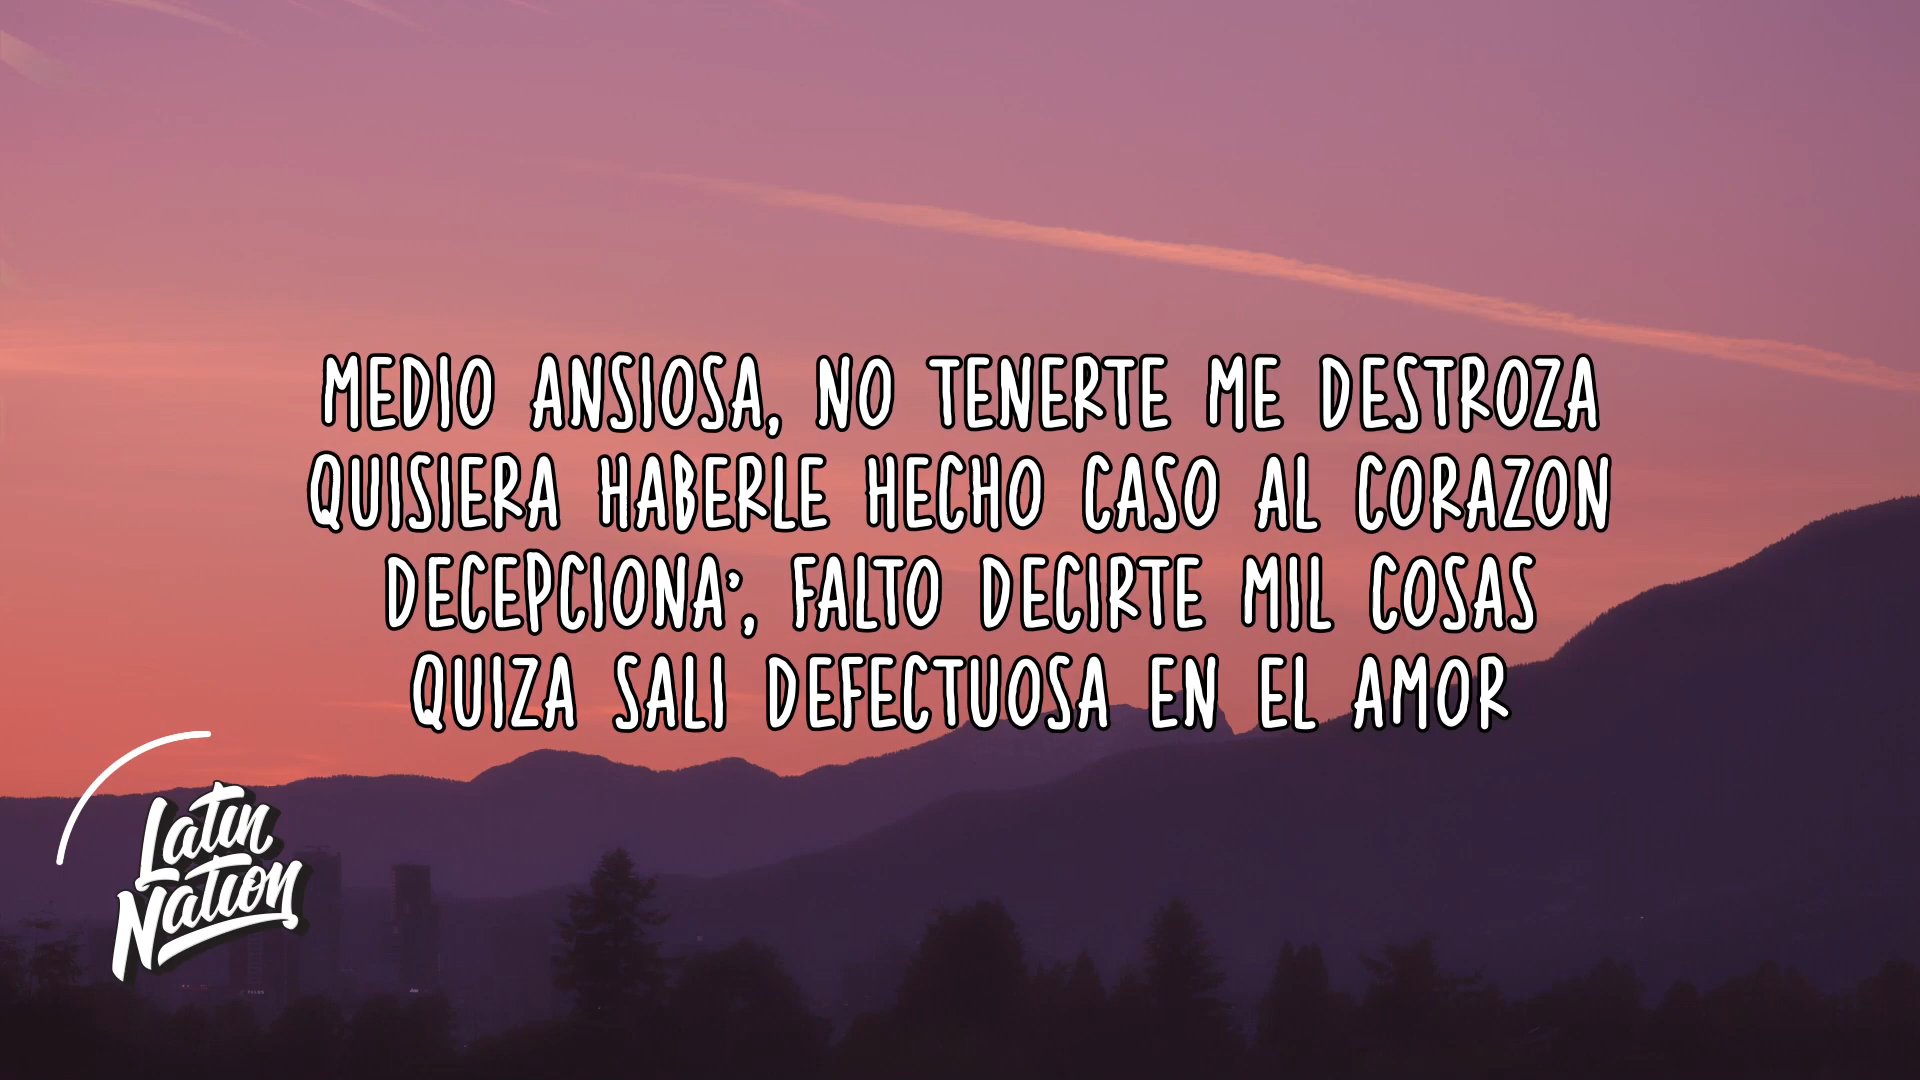 MEDIO ANSIOSA, NO TENERTE ME DESTROZA
QUISIERA HABERLE HECHO CASO AL CORAZON
DECEPCIONA', FALTO DECIRTE MIL COSAS
QUIZA SALI DEFECTUOSA EN EL AMOR
Latin
Nation